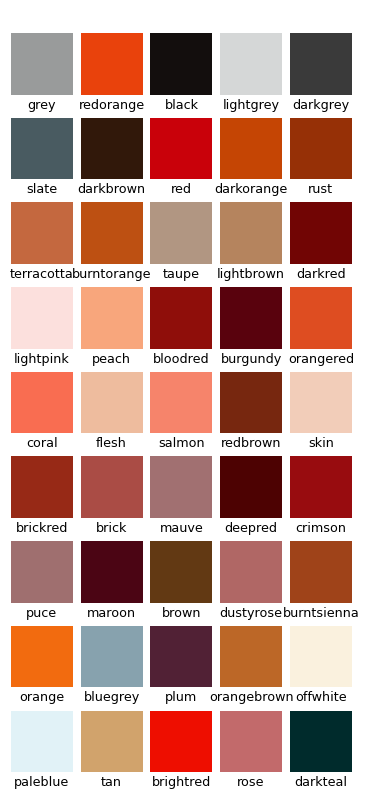 grey redorange black lightgrey darkgrey
slate darkbrown red darkorange rust
terracotta burntorange taupe lightbrown darkred
lightpink peach bloodred burgundy orangered
coral flesh salmon redbrown skin
brickred brick mauve deepred crimson
puce maroon brown dustyrose burntsienna
orange bluegrey plum orangebrown offwhite
paleblue tan brightred rose darkteal